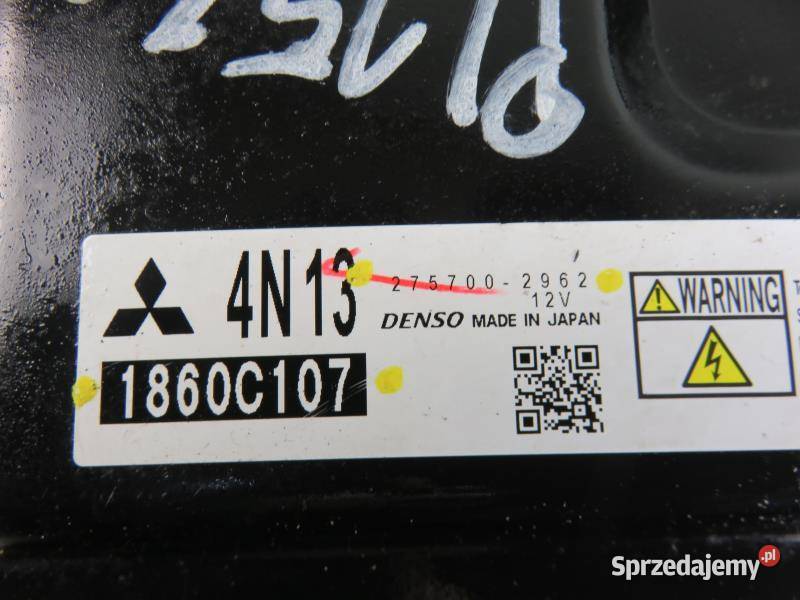 4N13
275700-2962
12V
DENSO MADE IN JAPAN
1860C107
WARNING
Sprzedajemy.pl